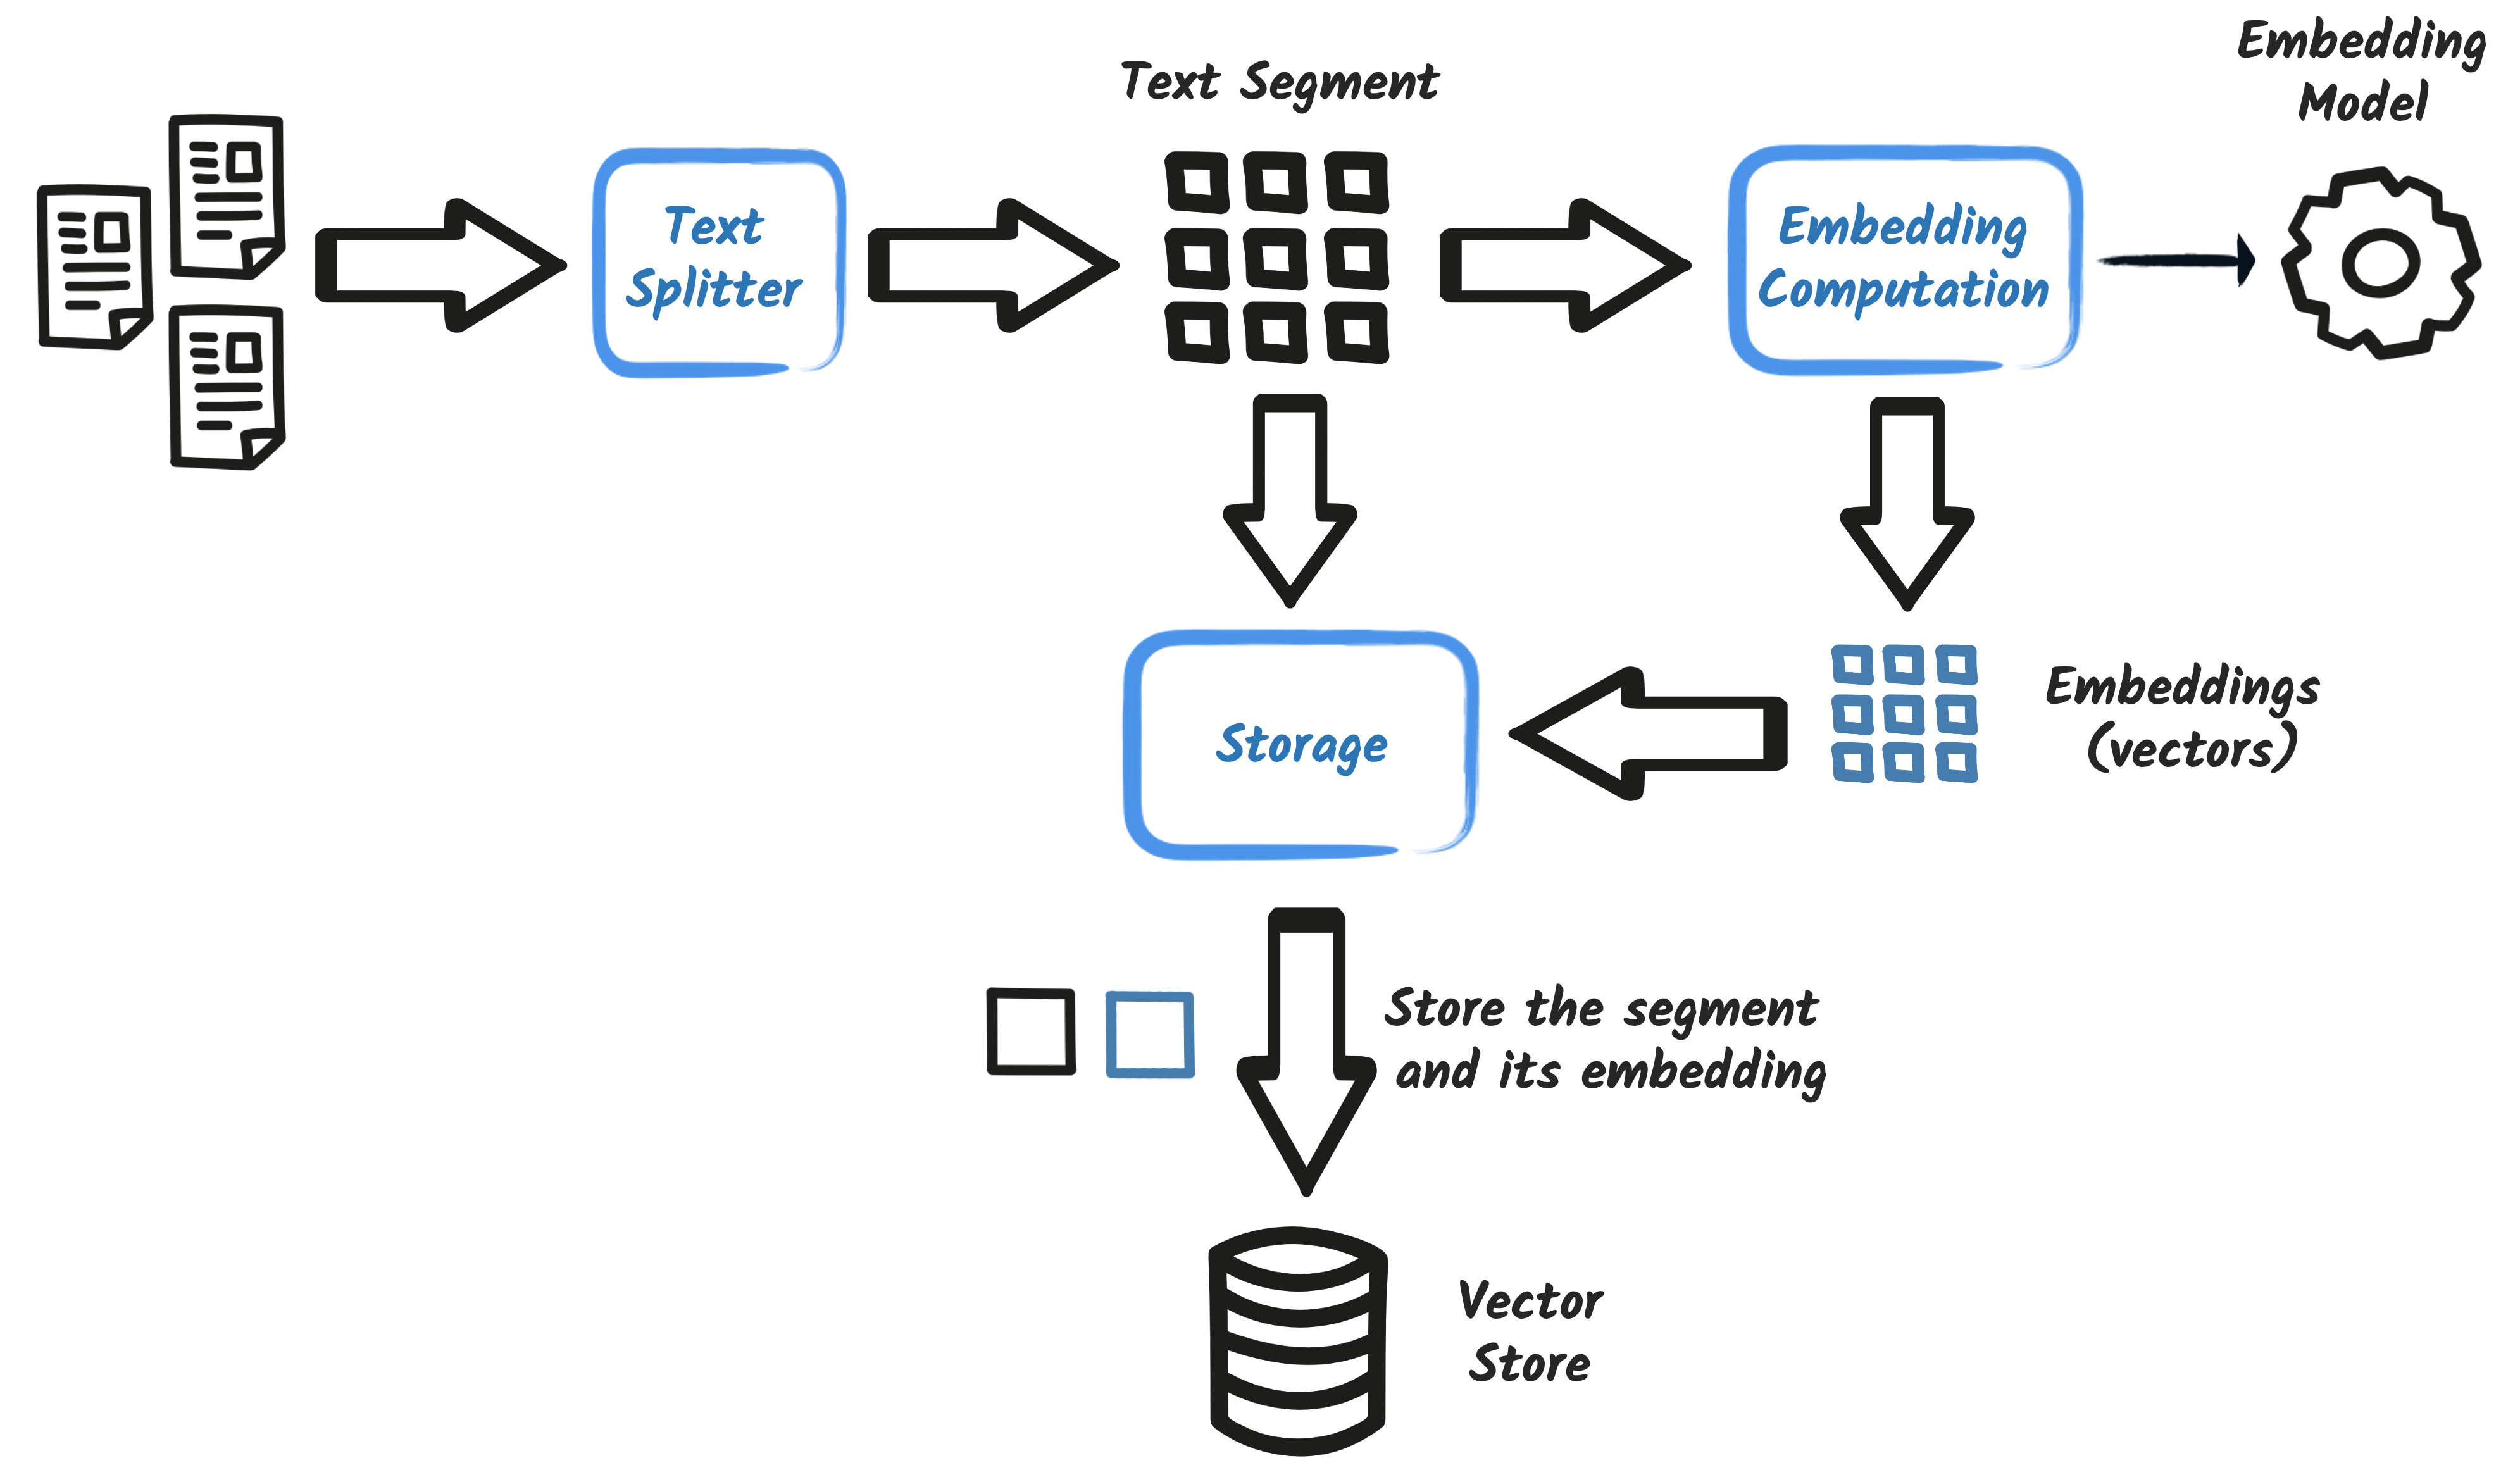 Embedding
Model
Text Segment
Text
Splitter
Embedding
Computation
Storage
Embeddings
(vectors)
Store the segment
and its embedding
Vector
Store